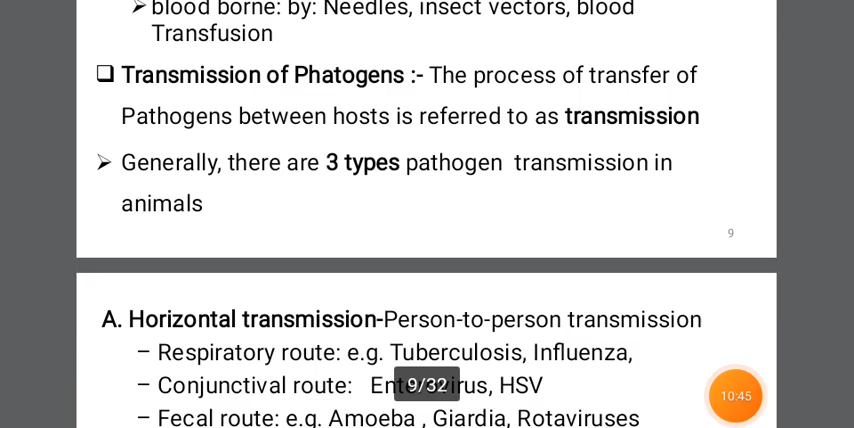 ➢ blood borne: by: Needles, insect vectors, blood
Transfusion
❑ Transmission of Phatogens :- The process of transfer of
Pathogens between hosts is referred to as transmission
➢ Generally, there are 3 types pathogen transmission in
animals
9
A. Horizontal transmission-Person-to-person transmission
– Respiratory route: e.g. Tuberculosis, Influenza,
– Conjunctival route: Enterovirus, HSV
9/32
10:45
– Fecal route: e.g. Amoeba , Giardia, Rotaviruses